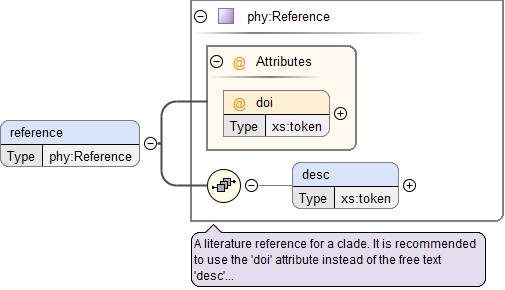 phy:Reference
@ Attributes
@ doi
Type xs:token
reference
Type phy:Reference
desc
Type xs:token
A literature reference for a clade. It is recommended
to use the 'doi' attribute instead of the free text
'desc'...